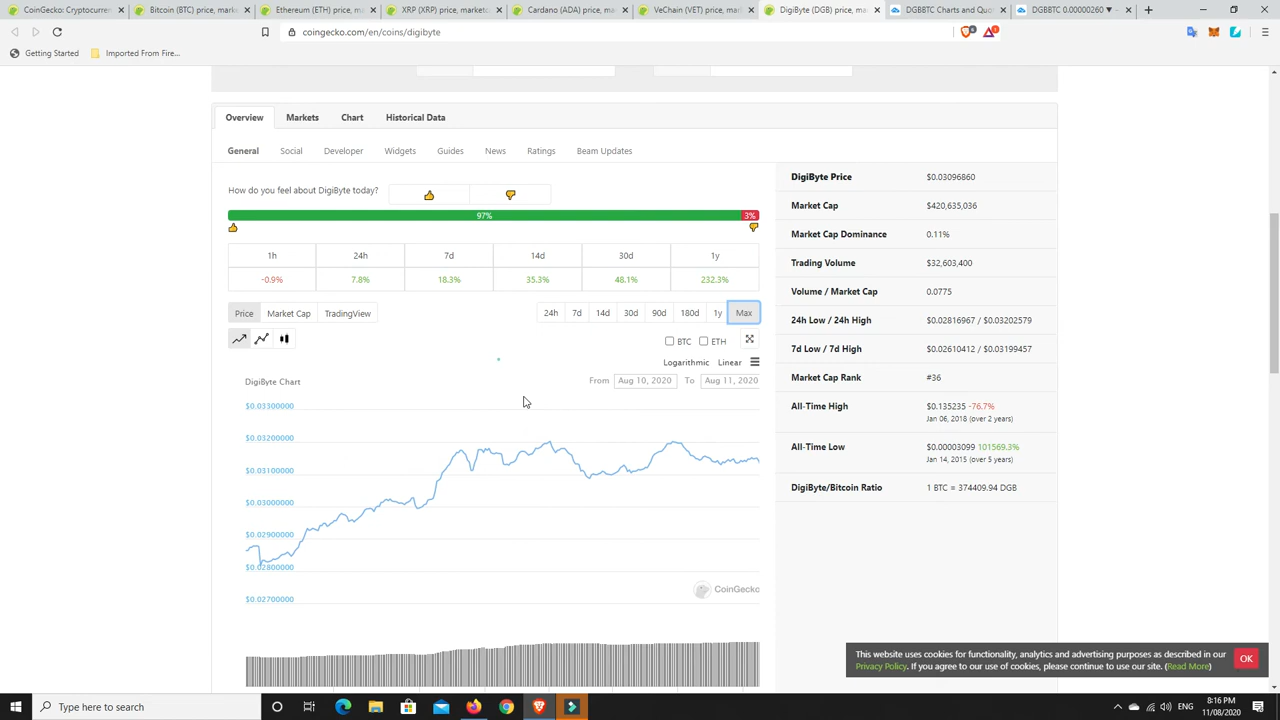 CoinGecko: Cryptocurren
Bitcoin (BTC) price, marke
Ethereum (ETH) price, mar
XRP (XRP) price, marketc
Cardano (ADA) price, mar
VeChain (VET) price, mark
DigiByte (DGB) price, ma
DGBBTC Charts and Quo
DGBBTC 0.00000260 ▼
coingecko.com/en/coins/digibyte
Getting Started
Imported From Fire...
Overview
Markets
Chart
Historical Data
General
Social
Developer
Widgets
Guides
News
Ratings
Beam Updates
How do you feel about DigiByte today?
97%
3%
1h 24h 7d 14d 30d 1y
-0.9% 7.8% 18.3% 35.3% 48.1% 232.3%
Price Market Cap TradingView
24h 7d 14d 30d 90d 180d 1y Max
BTC ETH
Logarithmic Linear
DigiByte Chart
From Aug 10, 2020 To Aug 11, 2020
$0.03300000
$0.03200000
$0.03100000
$0.03000000
$0.02900000
$0.02800000
$0.02700000
CoinGecko
DigiByte Price $0.03096860
Market Cap $420,635,036
Market Cap Dominance 0.11%
Trading Volume $32,603,400
Volume / Market Cap 0.0775
24h Low / 24h High $0.02816967 / $0.03202579
7d Low / 7d High $0.02610412 / $0.03199457
Market Cap Rank #36
All-Time High $0.135235 -76.7%
Jan 06, 2018 (over 2 years)
All-Time Low $0.00003099 101569.3%
Jan 14, 2015 (over 5 years)
DigiByte/Bitcoin Ratio 1 BTC = 374409.94 DGB
This website uses cookies for functionality, analytics and advertising purposes as described in our
Privacy Policy. If you agree to our use of cookies, please continue to use our site. (Read More)
OK
Type here to search
ENG
8:16 PM
11/08/2020